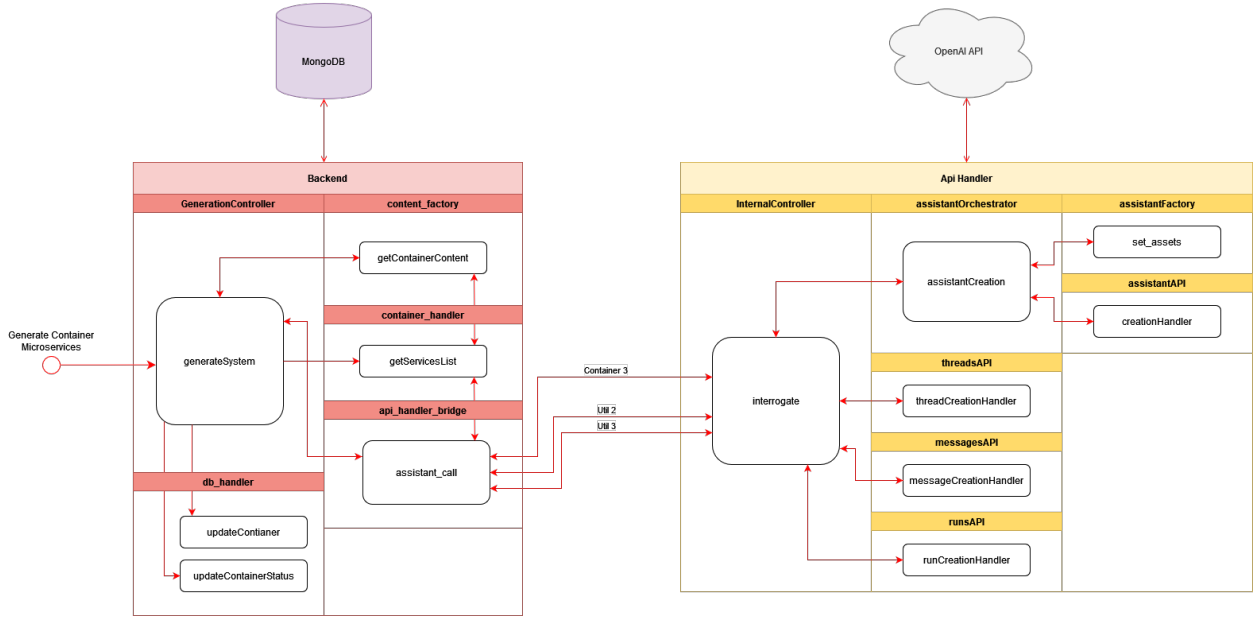 MongoDB
OpenAI API
Backend
GenerationController
content_factory
getContainerContent
container_handler
Generate Container
Microservices
generateSystem
getServicesList
api_handler_bridge
assistant_call
db_handler
updateContianer
updateContainerStatus
Container 3
Util 2
Util 3
Api Handler
InternalController
assistantOrchestrator
assistantFactory
set_assets
assistantCreation
assistantAPI
creationHandler
threadsAPI
interrogate
threadCreationHandler
messagesAPI
messageCreationHandler
runsAPI
runCreationHandler